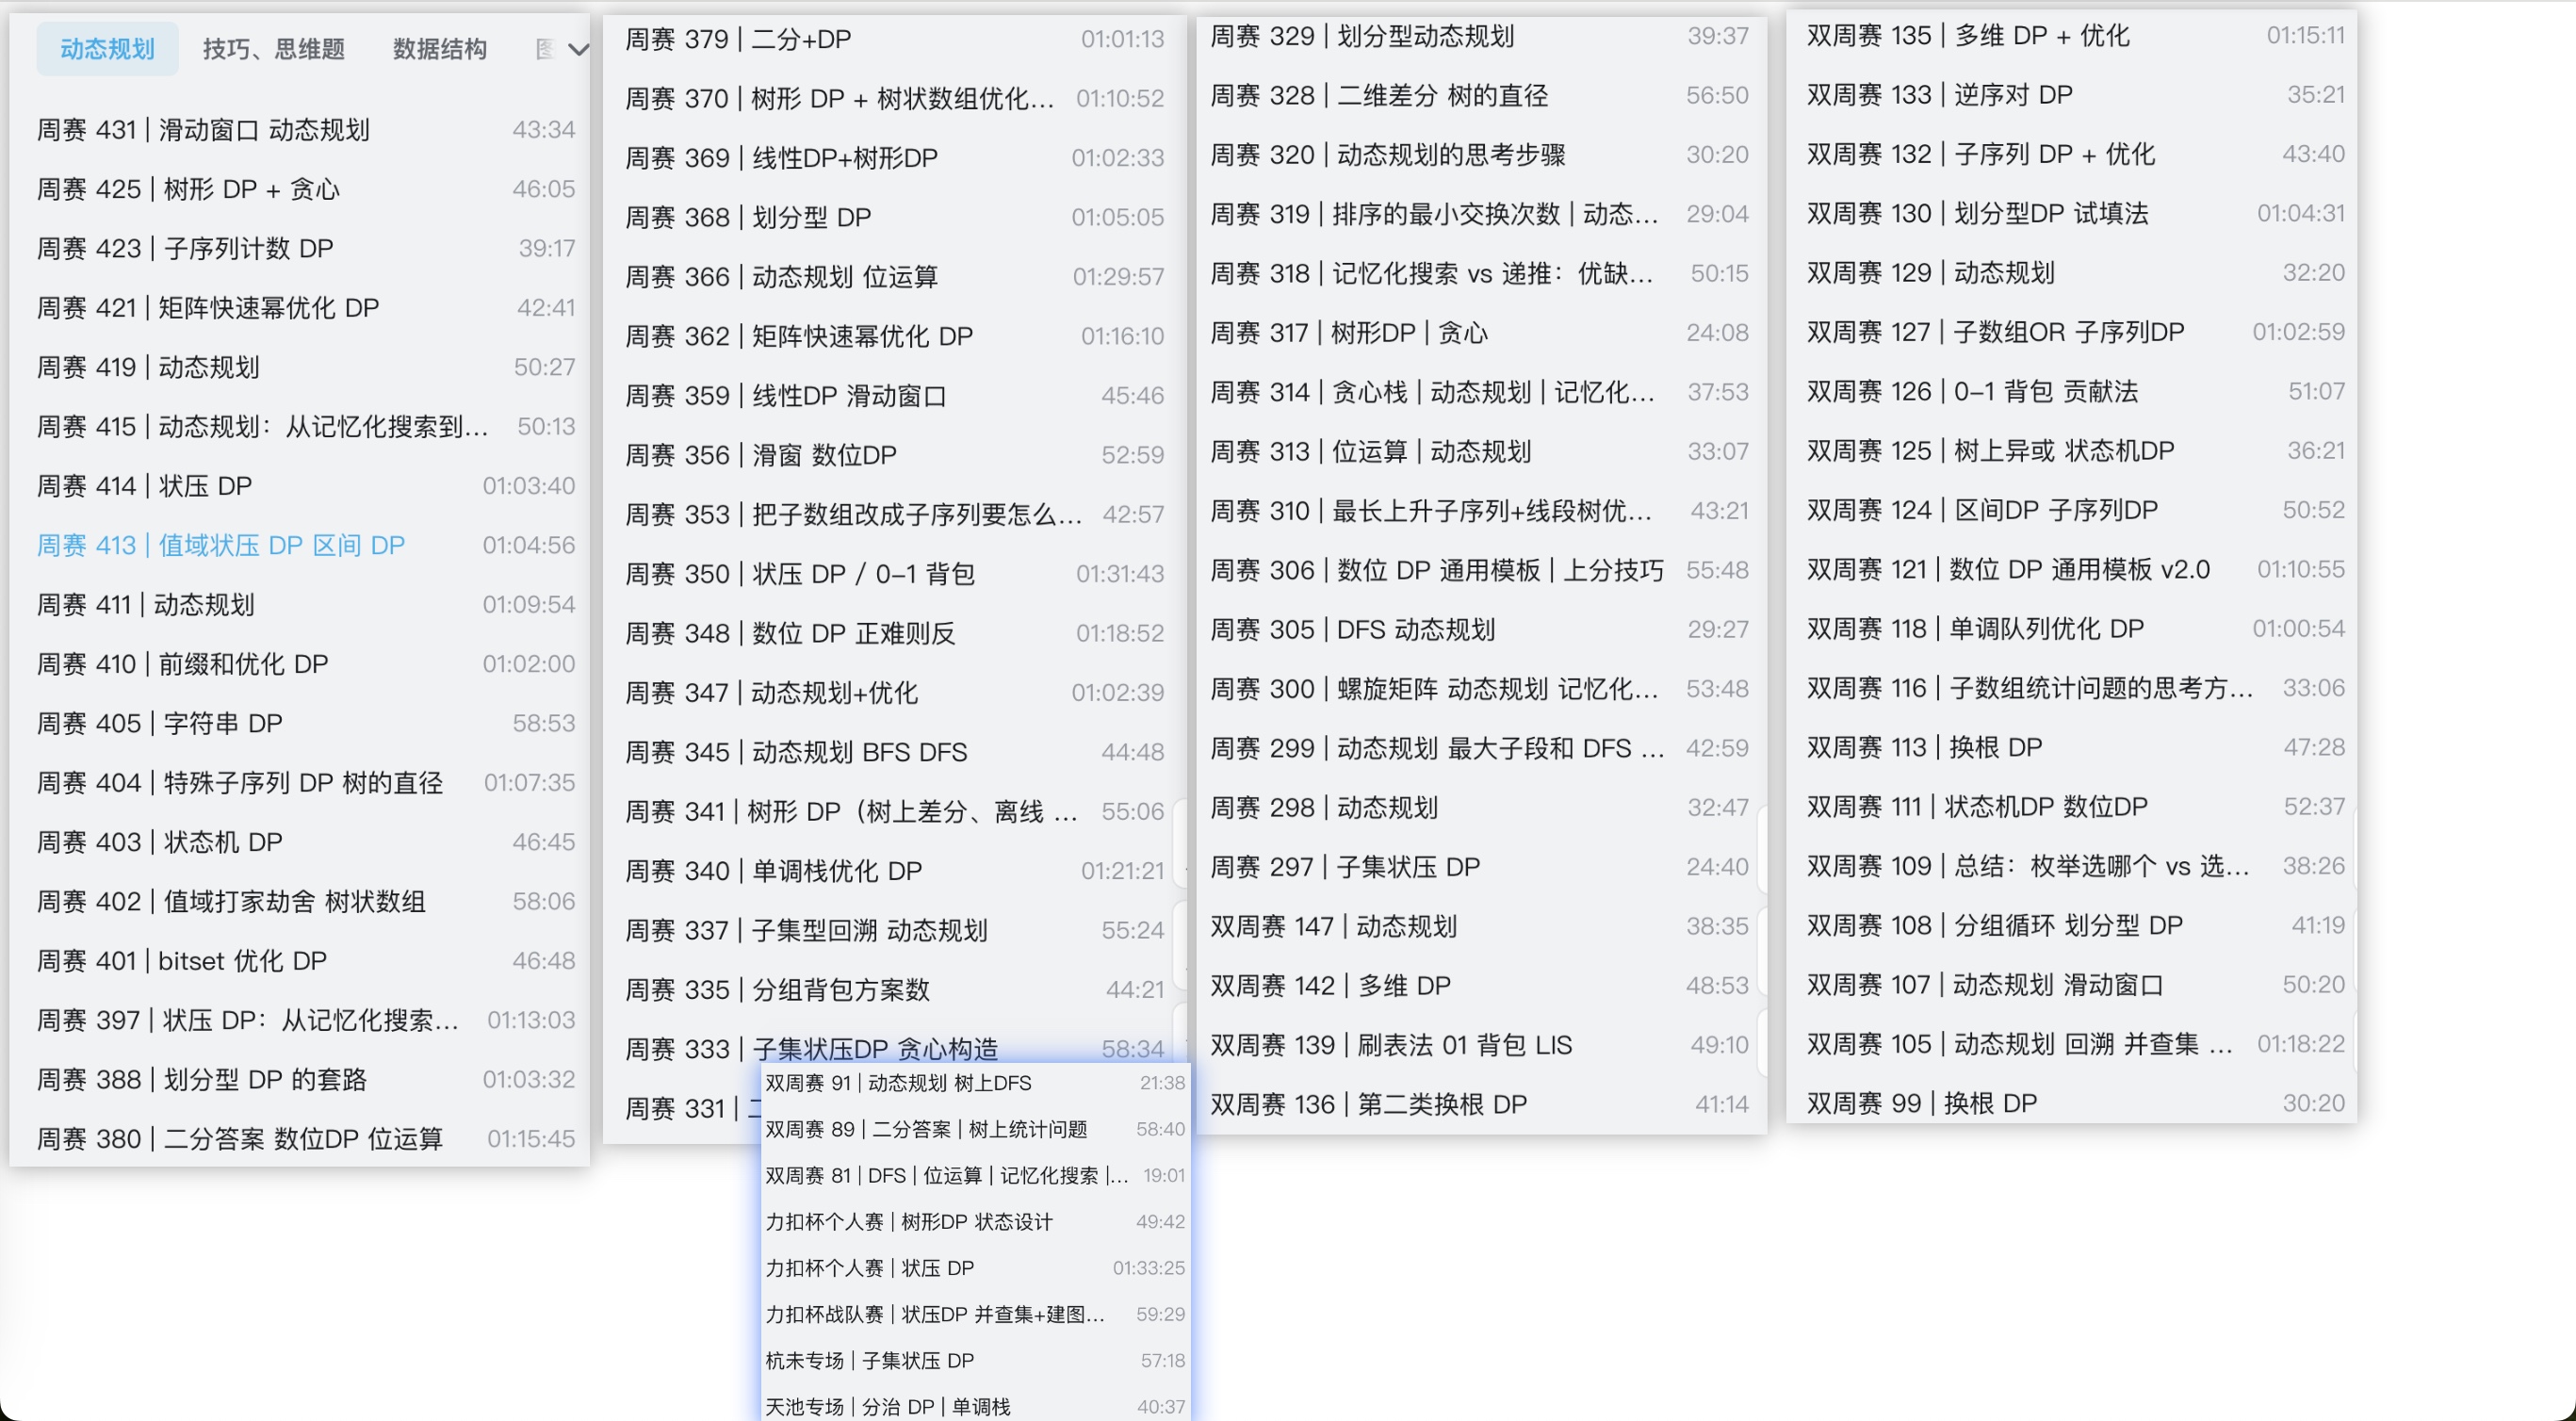 动态规划 技巧、思维题 数据结构
周赛 431 | 滑动窗口 动态规划 43:34
周赛 425 | 树形 DP + 贪心 46:05
周赛 423 | 子序列计数 DP 39:17
周赛 421 | 矩阵快速幂优化 DP 42:41
周赛 419 | 动态规划 50:27
周赛 415 | 动态规划：从记忆化搜索到... 50:13
周赛 414 | 状压 DP 01:03:40
周赛 413 | 值域状压 DP 区间 DP 01:04:56
周赛 411 | 动态规划 01:09:54
周赛 410 | 前缀和优化 DP 01:02:00
周赛 405 | 字符串 DP 58:53
周赛 404 | 特殊子序列 DP 树的直径 01:07:35
周赛 403 | 状态机 DP 46:45
周赛 402 | 值域打家劫舍 树状数组 58:06
周赛 401 | bitset 优化 DP 46:48
周赛 397 | 状压 DP：从记忆化搜索... 01:13:03
周赛 388 | 划分型 DP 的套路 01:03:32
周赛 380 | 二分答案 数位DP 位运算 01:15:45
周赛 379 | 二分+DP 01:01:13
周赛 370 | 树形 DP + 树状数组优化... 01:10:52
周赛 369 | 线性DP+树形DP 01:02:33
周赛 368 | 划分型 DP 01:05:05
周赛 366 | 动态规划 位运算 01:29:57
周赛 362 | 矩阵快速幂优化 DP 01:16:10
周赛 359 | 线性DP 滑动窗口 45:46
周赛 356 | 滑窗 数位DP 52:59
周赛 353 | 把子数组改成子序列要怎么... 42:57
周赛 350 | 状压 DP / 0-1 背包 01:31:43
周赛 348 | 数位 DP 正难则反 01:18:52
周赛 347 | 动态规划+优化 01:02:39
周赛 345 | 动态规划 BFS DFS 44:48
周赛 341 | 树形 DP（树上差分、离线 ... 55:06
周赛 340 | 单调栈优化 DP 01:21:21
周赛 337 | 子集型回溯 动态规划 55:24
周赛 335 | 分组背包方案数 44:21
周赛 333 | 子集状压DP 贪心构造 58:34
周赛 331 |
双周赛 91 | 动态规划 树上DFS 21:38
双周赛 89 | 二分答案 | 树上统计问题 58:40
双周赛 81 | DFS | 位运算 | 记忆化搜索 |... 19:01
力扣杯个人赛 | 树形DP 状态设计 49:42
力扣杯个人赛 | 状压 DP 01:33:25
力扣杯战队赛 | 状压DP 并查集+建图... 59:29
杭未专场 | 子集状压 DP 57:18
天池专场 | 分治 DP | 单调栈 40:37
周赛 329 | 划分型动态规划 39:37
周赛 328 | 二维差分 树的直径 56:50
周赛 320 | 动态规划的思考步骤 30:20
周赛 319 | 排序的最小交换次数 | 动态... 29:04
周赛 318 | 记忆化搜索 vs 递推：优缺... 50:15
周赛 317 | 树形DP | 贪心 24:08
周赛 314 | 贪心栈 | 动态规划 | 记忆化... 37:53
周赛 313 | 位运算 | 动态规划 33:07
周赛 310 | 最长上升子序列+线段树优... 43:21
周赛 306 | 数位 DP 通用模板 | 上分技巧 55:48
周赛 305 | DFS 动态规划 29:27
周赛 300 | 螺旋矩阵 动态规划 记忆化... 53:48
周赛 299 | 动态规划 最大子段和 DFS ... 42:59
周赛 298 | 动态规划 32:47
周赛 297 | 子集状压 DP 24:40
双周赛 147 | 动态规划 38:35
双周赛 142 | 多维 DP 48:53
双周赛 139 | 刷表法 01 背包 LIS 49:10
双周赛 136 | 第二类换根 DP 41:14
双周赛 135 | 多维 DP + 优化 01:15:11
双周赛 133 | 逆序对 DP 35:21
双周赛 132 | 子序列 DP + 优化 43:40
双周赛 130 | 划分型DP 试填法 01:04:31
双周赛 129 | 动态规划 32:20
双周赛 127 | 子数组OR 子序列DP 01:02:59
双周赛 126 | 0-1 背包 贡献法 51:07
双周赛 125 | 树上异或 状态机DP 36:21
双周赛 124 | 区间DP 子序列DP 50:52
双周赛 121 | 数位 DP 通用模板 v2.0 01:10:55
双周赛 118 | 单调队列优化 DP 01:00:54
双周赛 116 | 子数组统计问题的思考方... 33:06
双周赛 113 | 换根 DP 47:28
双周赛 111 | 状态机DP 数位DP 52:37
双周赛 109 | 总结：枚举选哪个 vs 选... 38:26
双周赛 108 | 分组循环 划分型 DP 41:19
双周赛 107 | 动态规划 滑动窗口 50:20
双周赛 105 | 动态规划 回溯 并查集 ... 01:18:22
双周赛 99 | 换根 DP 30:20